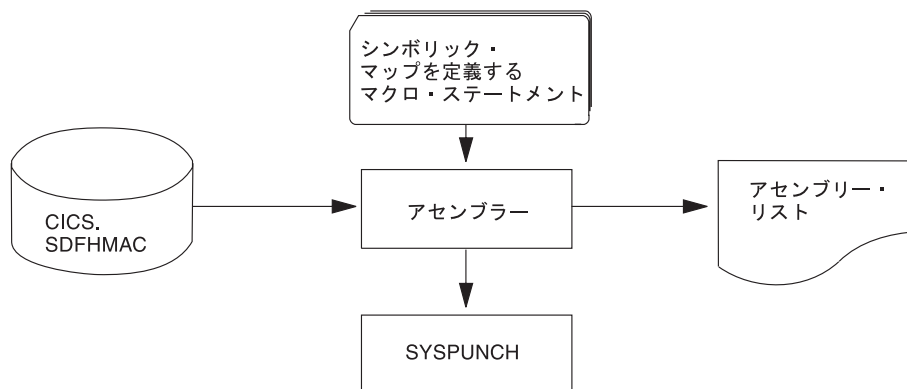 シンボリック・
マップを定義する
マクロ・ステートメント
CICS.
SDFHMAC
アセンブラー
アセンブリー・
リスト
SYSPUNCH